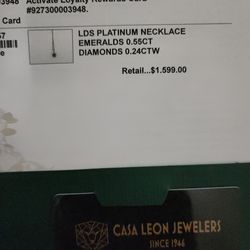 3948 Activate Loyalty Rewards Card
#927300003948.
Card
57 LDS PLATINUM NECKLACE
EMERALDS 0.55CT
DIAMONDS 0.24CTW
Retail...$1,599.00
CASA LEON JEWELERS
SINCE 1946